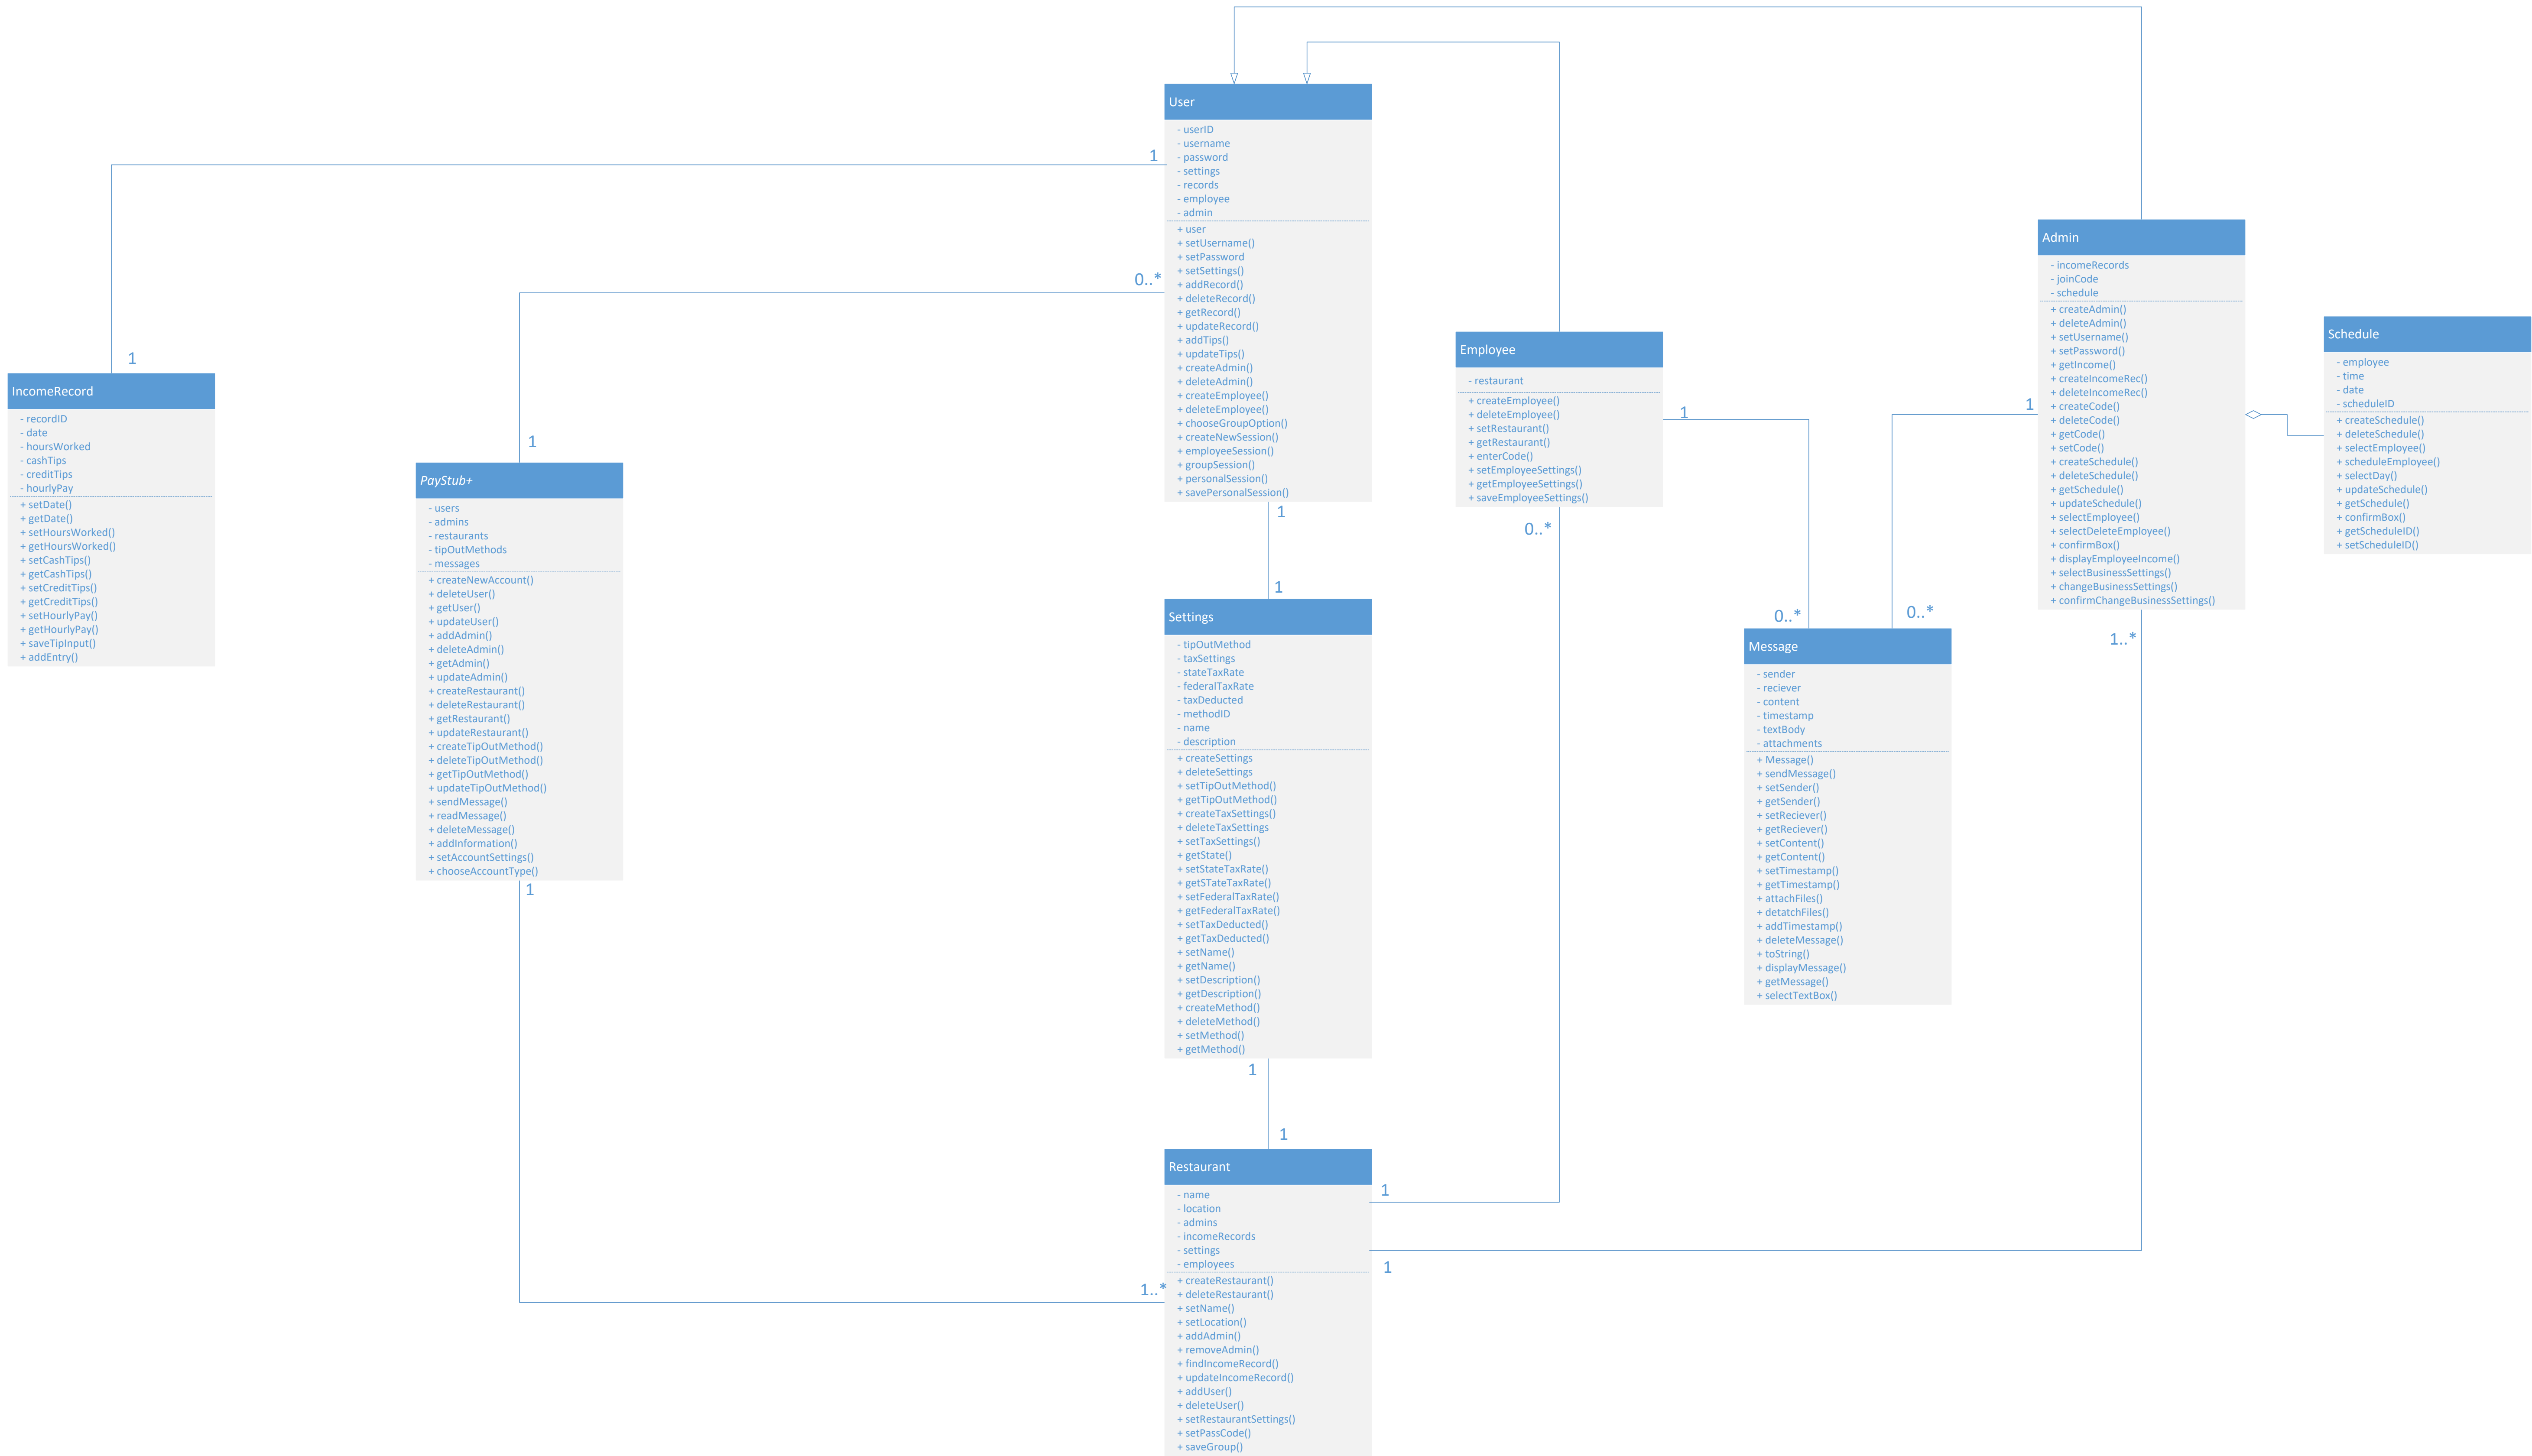 User
- userID
- username
- password
- settings
- records
- employee
- admin
+ user
+ setUsername()
+ setPassword
+ setSettings()
+ addRecord()
+ deleteRecord()
+ getRecord()
+ updateRecord()
+ addTips()
+ updateTips()
+ createAdmin()
+ deleteAdmin()
+ createEmployee()
+ deleteEmployee()
+ chooseGroupOption()
+ createNewSession()
+ employeeSession()
+ groupSession()
+ personalSession()
+ savePersonalSession()
1
0..*
1
1
IncomeRecord
- recordID
- date
- hoursWorked
- cashTips
- creditTips
- hourlyPay
+ setDate()
+ getDate()
+ setHoursWorked()
+ getHoursWorked()
+ setCashTips()
+ getCashTips()
+ setCreditTips()
+ getCreditTips()
+ setHourlyPay()
+ getHourlyPay()
+ saveTipInput()
+ addEntry()
1
PayStub+
- users
- admins
- restaurants
- tipOutMethods
- messages
+ createNewAccount()
+ deleteUser()
+ getUser()
+ updateUser()
+ addAdmin()
+ deleteAdmin()
+ getAdmin()
+ updateAdmin()
+ createRestaurant()
+ deleteRestaurant()
+ getRestaurant()
+ updateRestaurant()
+ createTipOutMethod()
+ deleteTipOutMethod()
+ getTipOutMethod()
+ updateTipOutMethod()
+ sendMessage()
+ readMessage()
+ deleteMessage()
+ addInformation()
+ setAccountSettings()
+ chooseAccountType()
1
Employee
- restaurant
+ createEmployee()
+ deleteEmployee()
+ setRestaurant()
+ getRestaurant()
+ enterCode()
+ setEmployeeSettings()
+ getEmployeeSettings()
+ saveEmployeeSettings()
1
0..*
Admin
- incomeRecords
- joinCode
- schedule
+ createAdmin()
+ deleteAdmin()
+ setUsername()
+ setPassword()
+ getIncome()
+ createIncomeRec()
+ deleteIncomeRec()
+ createCode()
+ deleteCode()
+ getCode()
+ setCode()
+ createSchedule()
+ deleteSchedule()
+ getSchedule()
+ updateSchedule()
+ selectEmployee()
+ selectDeleteEmployee()
+ confirmBox()
+ displayEmployeeIncome()
+ selectBusinessSettings()
+ changeBusinessSettings()
+ confirmChangeBusinessSettings()
1
1..*
Schedule
- employee
- time
- date
- scheduleID
+ createSchedule()
+ deleteSchedule()
+ selectEmployee()
+ scheduleEmployee()
+ selectDay()
+ updateSchedule()
+ getSchedule()
+ confirmBox()
+ getScheduleID()
+ setScheduleID()
1
Settings
- tipOutMethod
- taxSettings
- stateTaxRate
- federalTaxRate
- taxDeducted
- methodID
- name
- description
+ createSettings
+ deleteSettings
+ setTipOutMethod()
+ getTipOutMethod()
+ createTaxSettings()
+ deleteTaxSettings
+ setTaxSettings()
+ getState()
+ setStateTaxRate()
+ getSTateTaxRate()
+ setFederalTaxRate()
+ getFederalTaxRate()
+ setTaxDeducted()
+ getTaxDeducted()
+ setName()
+ getName()
+ setDescription()
+ getDescription()
+ createMethod()
+ deleteMethod()
+ setMethod()
+ getMethod()
1
0..*
0..*
Message
- sender
- reciever
- content
- timestamp
- textBody
- attachments
+ Message()
+ sendMessage()
+ setSender()
+ getSender()
+ setReciever()
+ getReciever()
+ setContent()
+ getContent()
+ setTimestamp()
+ getTimestamp()
+ attachFiles()
+ detatchFiles()
+ addTimestamp()
+ deleteMessage()
+ toString()
+ displayMessage()
+ getMessage()
+ selectTextBox()
1
Restaurant
- name
- location
- admins
- incomeRecords
- settings
- employees
+ createRestaurant()
+ deleteRestaurant()
+ setName()
+ setLocation()
+ addAdmin()
+ removeAdmin()
+ findIncomeRecord()
+ updateIncomeRecord()
+ addUser()
+ deleteUser()
+ setRestaurantSettings()
+ setPassCode()
+ saveGroup()
1
1
1..*